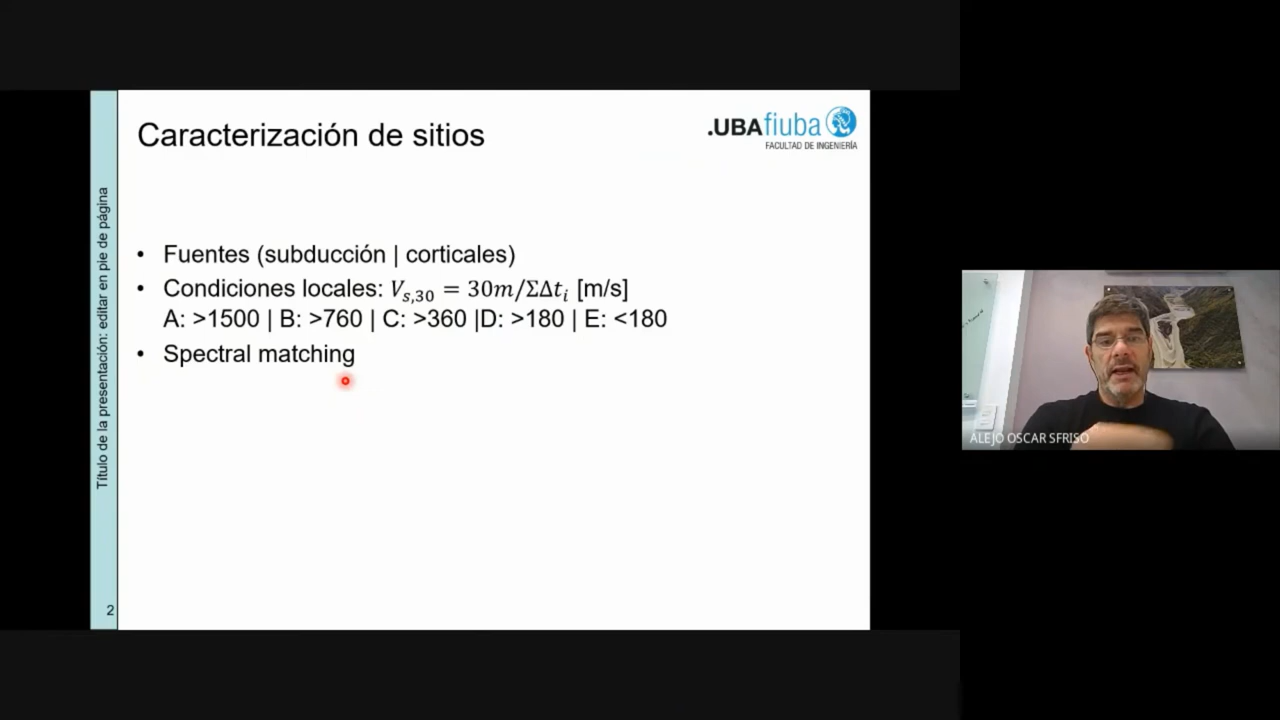 Caracterización de sitios
.UBAfiuba
FACULTAD DE INGENIERÍA
Título de la presentación: editar en pie de página
• Fuentes (subducción | corticales)
• Condiciones locales: V_{s,30} = 30m/ΣΔt_i [m/s]
A: >1500 | B: >760 | C: >360 |D: >180 | E: <180
• Spectral matching
2
ALEJO OSCAR SFRISO